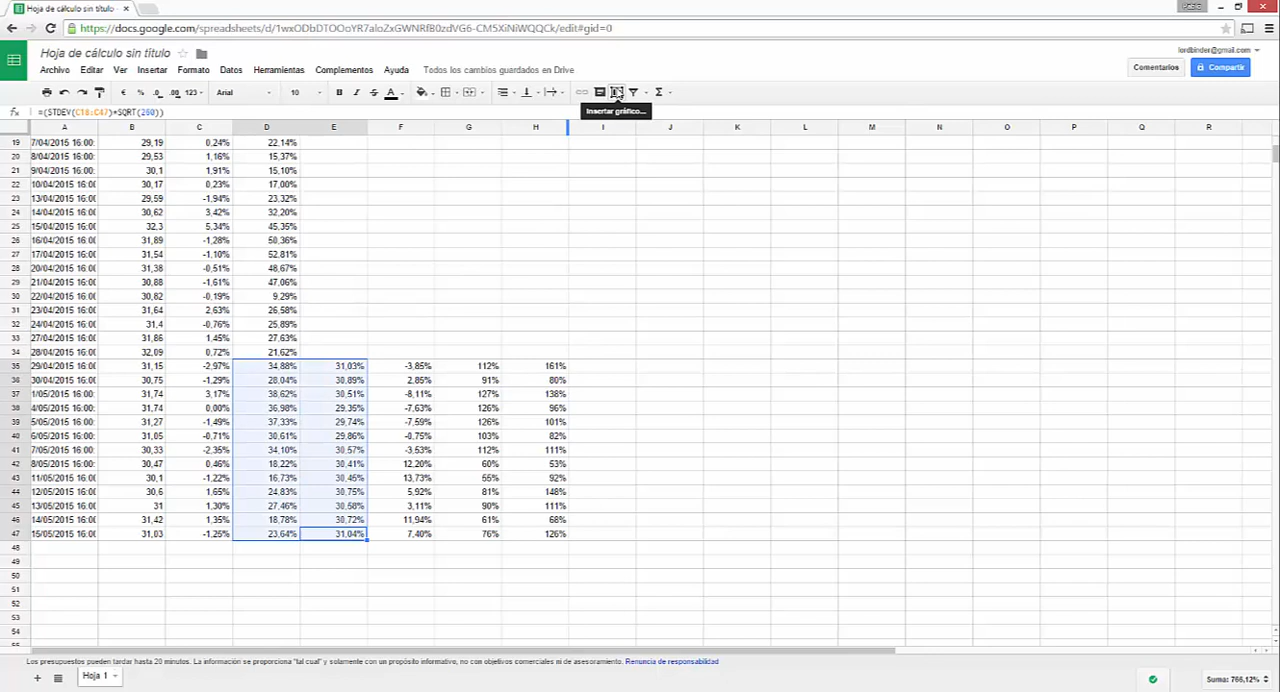 Hoja de cálculo sin título
https://docs.google.com/spreadsheets/d/1wxODbDTOOoYR7aloZxGWNRfB0zdVG6-CM5XiNiWQQCk/edit#gid=0
Hoja de cálculo sin título
lordbinder@gmail.com
Archivo Editar Ver Insertar Formato Datos Herramientas Complementos Ayuda Todos los cambios guardados en Drive
Comentarios Compartir
€ % .0 .00 123 Arial 10 B I S A Σ
Insertar gráfico...
fx =(STDEV(C18:C47)*SQRT(260))
A B C D E F G H I J K L M N O P Q R
19 7/04/2015 16:00: 29,19 0,24% 22,14%
20 8/04/2015 16:00: 29,53 1,16% 15,37%
21 9/04/2015 16:00: 30,1 1,91% 15,10%
22 10/04/2015 16:00 30,17 0,23% 17,00%
23 13/04/2015 16:00 29,59 -1,94% 23,32%
24 14/04/2015 16:00 30,62 3,42% 32,20%
25 15/04/2015 16:00 32,3 5,34% 45,35%
26 16/04/2015 16:00 31,89 -1,28% 50,36%
27 17/04/2015 16:00 31,54 -1,10% 52,81%
28 20/04/2015 16:00 31,38 -0,51% 48,67%
29 21/04/2015 16:00 30,88 -1,61% 47,06%
30 22/04/2015 16:00 30,82 -0,19% 9,29%
31 23/04/2015 16:00 31,64 2,63% 26,58%
32 24/04/2015 16:00 31,4 -0,76% 25,89%
33 27/04/2015 16:00 31,86 1,45% 27,63%
34 28/04/2015 16:00 32,09 0,72% 21,62%
35 29/04/2015 16:00 31,15 -2,97% 34,88% 31,03% -3,85% 112% 161%
36 30/04/2015 16:00 30,75 -1,29% 28,04% 30,89% 2,85% 91% 80%
37 1/05/2015 16:00: 31,74 3,17% 38,62% 30,51% -8,11% 127% 138%
38 4/05/2015 16:00: 31,74 0,00% 36,98% 29,35% -7,63% 126% 96%
39 5/05/2015 16:00: 31,27 -1,49% 37,33% 29,74% -7,59% 126% 101%
40 6/05/2015 16:00: 31,05 -0,71% 30,61% 29,86% -0,75% 103% 82%
41 7/05/2015 16:00: 30,33 -2,35% 34,10% 30,57% -3,53% 112% 111%
42 8/05/2015 16:00: 30,47 0,46% 18,22% 30,41% 12,20% 60% 53%
43 11/05/2015 16:00 30,1 -1,22% 16,73% 30,45% 13,73% 55% 92%
44 12/05/2015 16:00 30,6 1,65% 24,83% 30,75% 5,92% 81% 148%
45 13/05/2015 16:00 31 1,30% 27,46% 30,58% 3,11% 90% 111%
46 14/05/2015 16:00 31,42 1,35% 18,78% 30,72% 11,94% 61% 68%
47 15/05/2015 16:00 31,03 -1,25% 23,64% 31,04% 7,40% 76% 126%
48
49
50
51
52
53
54
Los presupuestos pueden tardar hasta 20 minutos. La información se proporciona "tal cual" y solamente con un propósito informativo, no con objetivos comerciales ni de asesoramiento. Renuncia de responsabilidad
+ Hoja 1
Suma: 766,12%